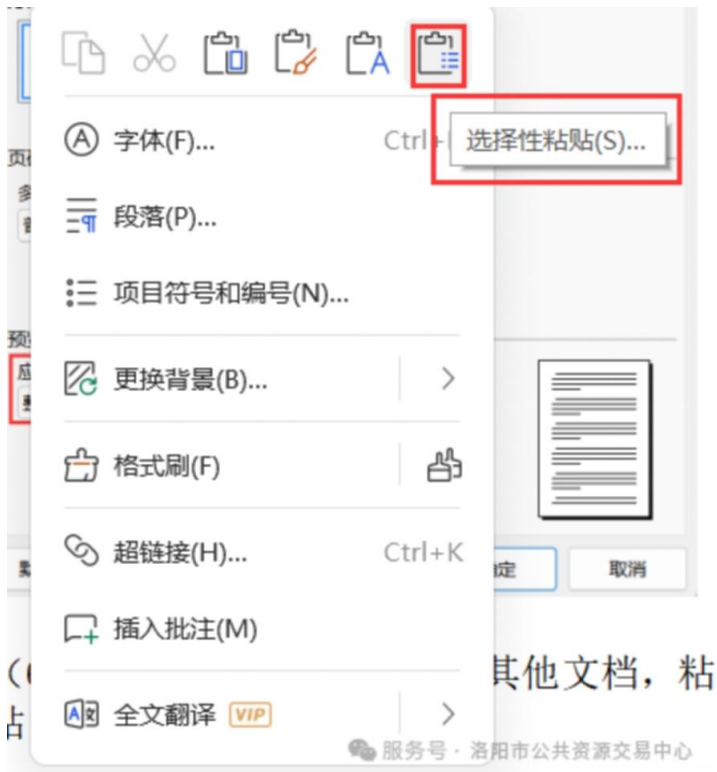 字体(F)...
Ctrl+
选择性粘贴(S)...
段落(P)...
项目符号和编号(N)...
更换背景(B)...
格式刷(F)
超链接(H)... Ctrl+K
取消
插入批注(M)
其他文档，粘
全文翻译 VIP
服务号 · 洛阳市公共资源交易中心